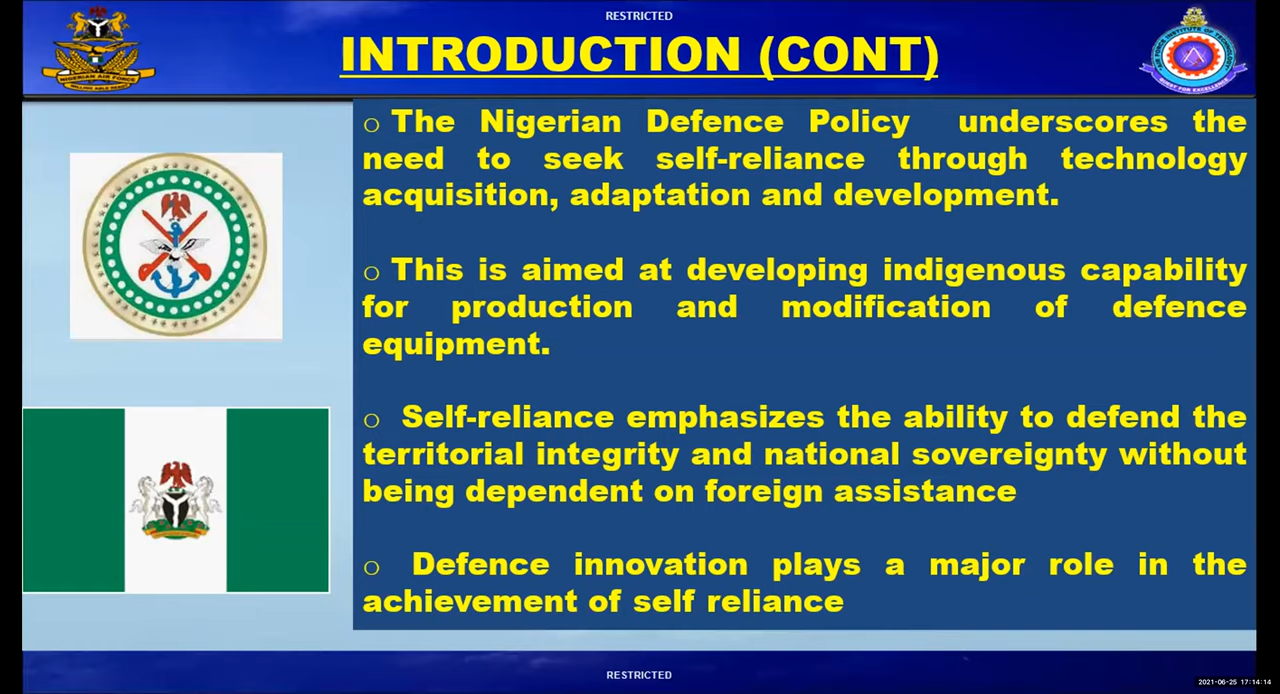 RESTRICTED
INTRODUCTION (CONT)
NIGERIAN AIR FORCE
o The Nigerian Defence Policy underscores the
need to seek self-reliance through technology
acquisition, adaptation and development.
o This is aimed at developing indigenous capability
for production and modification of defence
equipment.
o Self-reliance emphasizes the ability to defend the
territorial integrity and national sovereignty without
being dependent on foreign assistance
o Defence innovation plays a major role in the
achievement of self reliance
RESTRICTED
2021-06-25 17:14:14